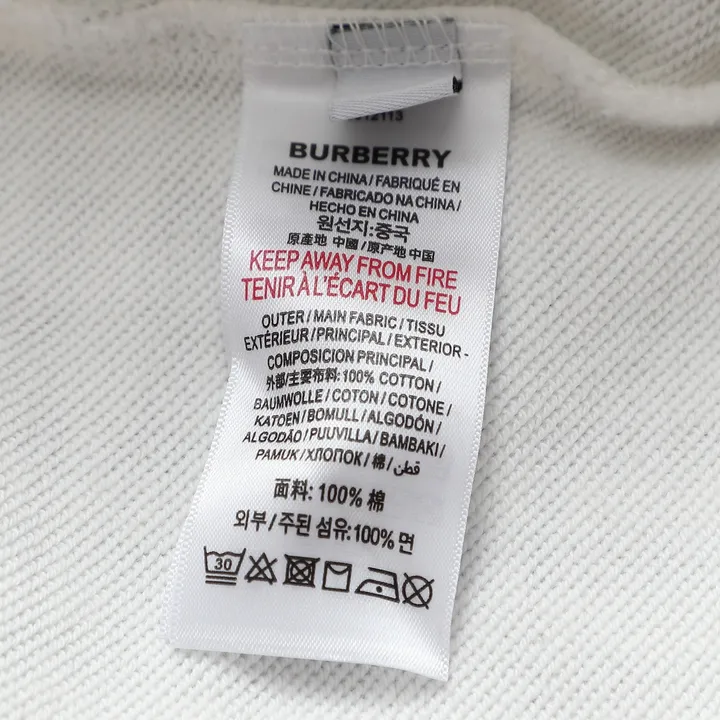 BURBERRY
MADE IN CHINA / FABRIQUÉ EN
CHINE / FABRICADO NA CHINA /
HECHO EN CHINA
원선지:중국
原產地 中國 / 原产地 中国
KEEP AWAY FROM FIRE
TENIR À L'ÉCART DU FEU
OUTER / MAIN FABRIC / TISSU
EXTÉRIEUR / PRINCIPAL / EXTERIOR -
COMPOSICION PRINCIPAL /
外部/主要布料: 100% COTTON /
BAUMWOLLE / COTON / COTONE /
KATOEN / BOMULL / ALGODÓN /
ALGODÃO / PUUVILLA / BAMBAKI /
PAMUK / ХЛОПОК / 棉 / قطن
面料: 100% 棉
외부 / 주된 섬유: 100% 면
30